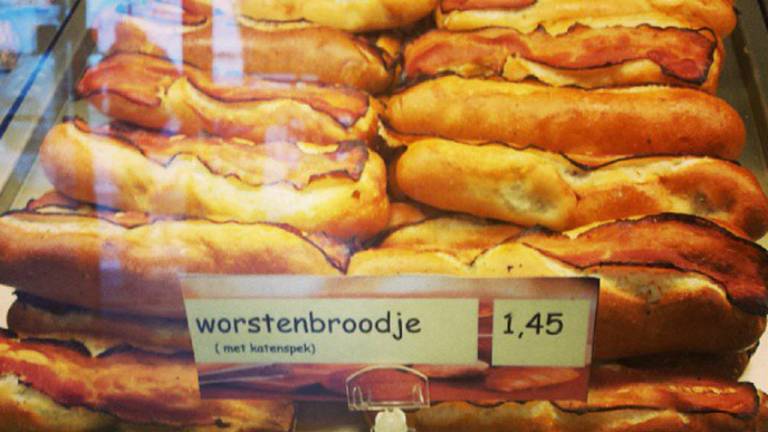 worstenbroodje
1,45
( met katenspek)